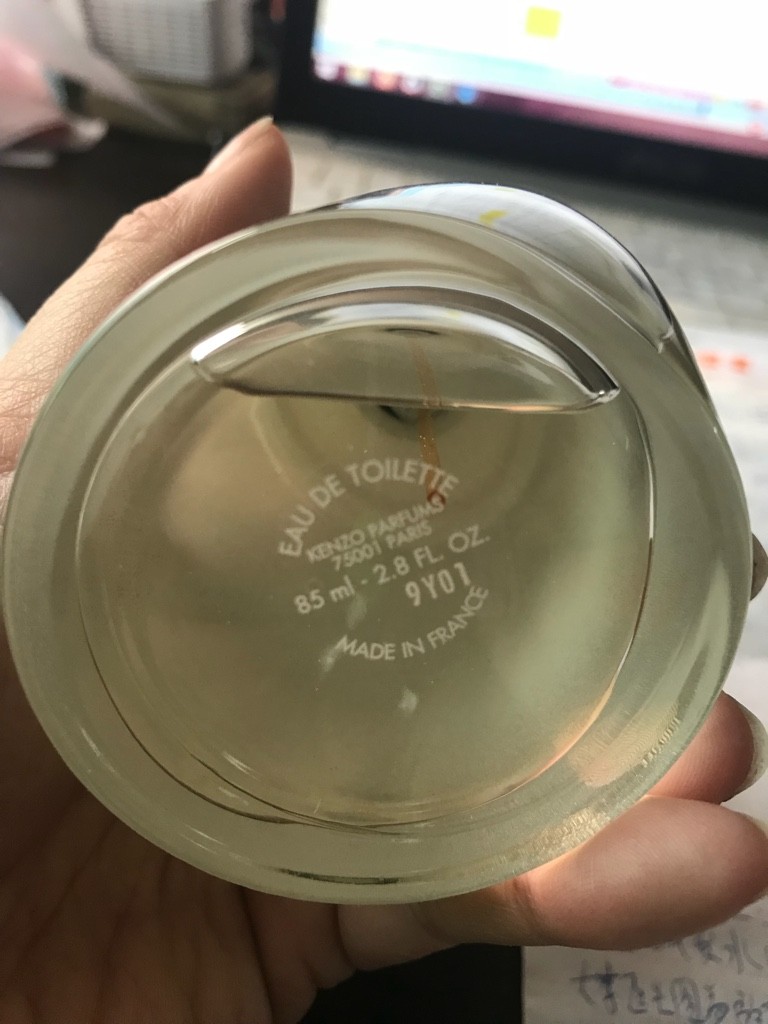 EAU DE TOILETTE
KENZO PARFUMS
75001 PARIS
85 ml - 2.8 FL. OZ.
9Y01
MADE IN FRANCE